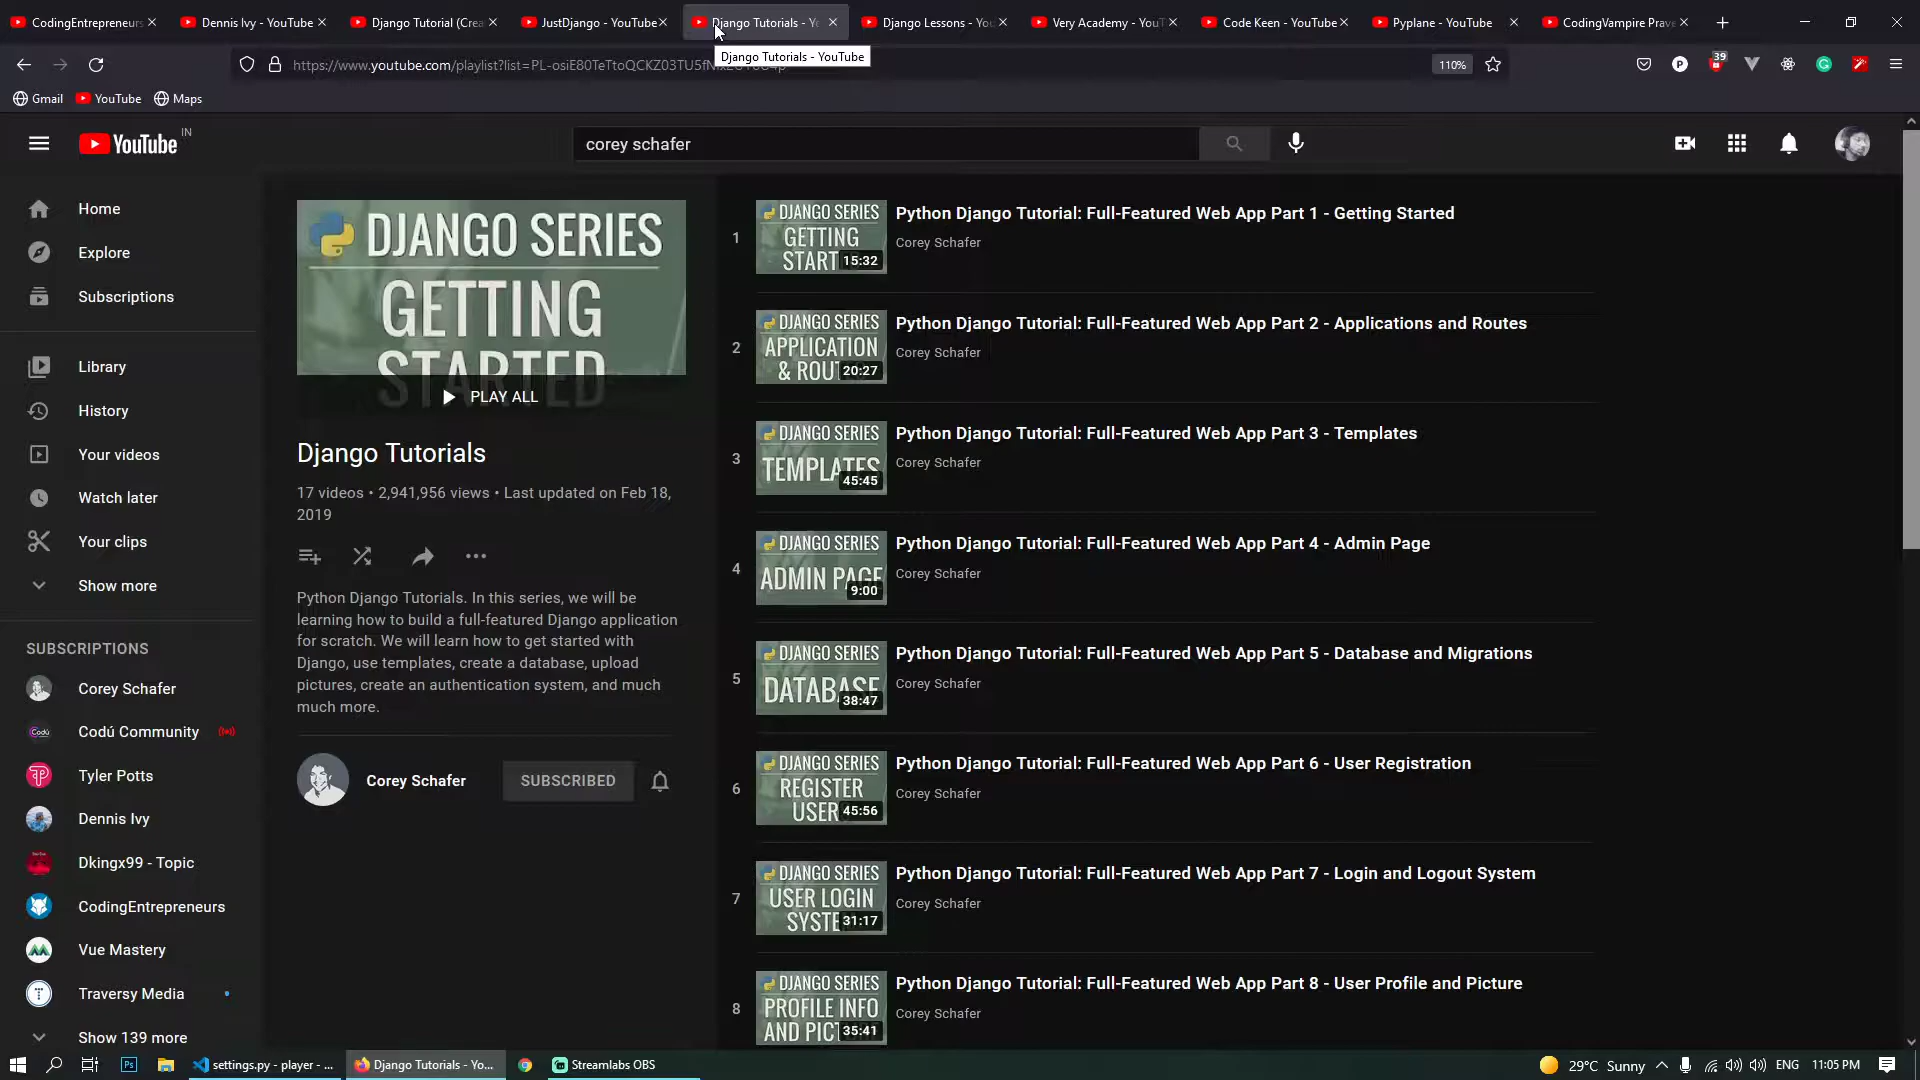 CodingEntrepreneurs
Dennis Ivy - YouTube
Django Tutorial (Crea
JustDjango - YouTube
Django Tutorials - Yo
Django Lessons - You
Very Academy - YouT
Code Keen - YouTube
Pyplane - YouTube
CodingVampire Prave
Django Tutorials - YouTube
110%
39
Gmail
YouTube
Maps
YouTube
IN
corey schafer
Home
Explore
Subscriptions
Library
History
Your videos
Watch later
Your clips
Show more
SUBSCRIPTIONS
Corey Schafer
Codú Community
Tyler Potts
Dennis Ivy
Dkingx99 - Topic
CodingEntrepreneurs
Vue Mastery
Traversy Media
Show 139 more
DJANGO SERIES
GETTING
STARTED
PLAY ALL
Django Tutorials
17 videos • 2,941,956 views • Last updated on Feb 18,
2019
Python Django Tutorials. In this series, we will be
learning how to build a full-featured Django application
for scratch. We will learn how to get started with
Django, use templates, create a database, upload
pictures, create an authentication system, and much
much more.
Corey Schafer
SUBSCRIBED
1
DJANGO SERIES
GETTING
START
15:32
Python Django Tutorial: Full-Featured Web App Part 1 - Getting Started
Corey Schafer
2
DJANGO SERIES
APPLICATION
& ROUT
20:27
Python Django Tutorial: Full-Featured Web App Part 2 - Applications and Routes
Corey Schafer
3
DJANGO SERIES
TEMPLATES
45:45
Python Django Tutorial: Full-Featured Web App Part 3 - Templates
Corey Schafer
4
DJANGO SERIES
ADMIN PAGE
9:00
Python Django Tutorial: Full-Featured Web App Part 4 - Admin Page
Corey Schafer
5
DJANGO SERIES
DATABASE
38:47
Python Django Tutorial: Full-Featured Web App Part 5 - Database and Migrations
Corey Schafer
6
DJANGO SERIES
REGISTER
USER
45:56
Python Django Tutorial: Full-Featured Web App Part 6 - User Registration
Corey Schafer
7
DJANGO SERIES
USER LOGIN
SYSTE
31:17
Python Django Tutorial: Full-Featured Web App Part 7 - Login and Logout System
Corey Schafer
8
DJANGO SERIES
PROFILE INFO
AND PICT
35:41
Python Django Tutorial: Full-Featured Web App Part 8 - User Profile and Picture
Corey Schafer
settings.py - player - ...
Django Tutorials - Yo...
Streamlabs OBS
29°C Sunny
ENG
11:05 PM